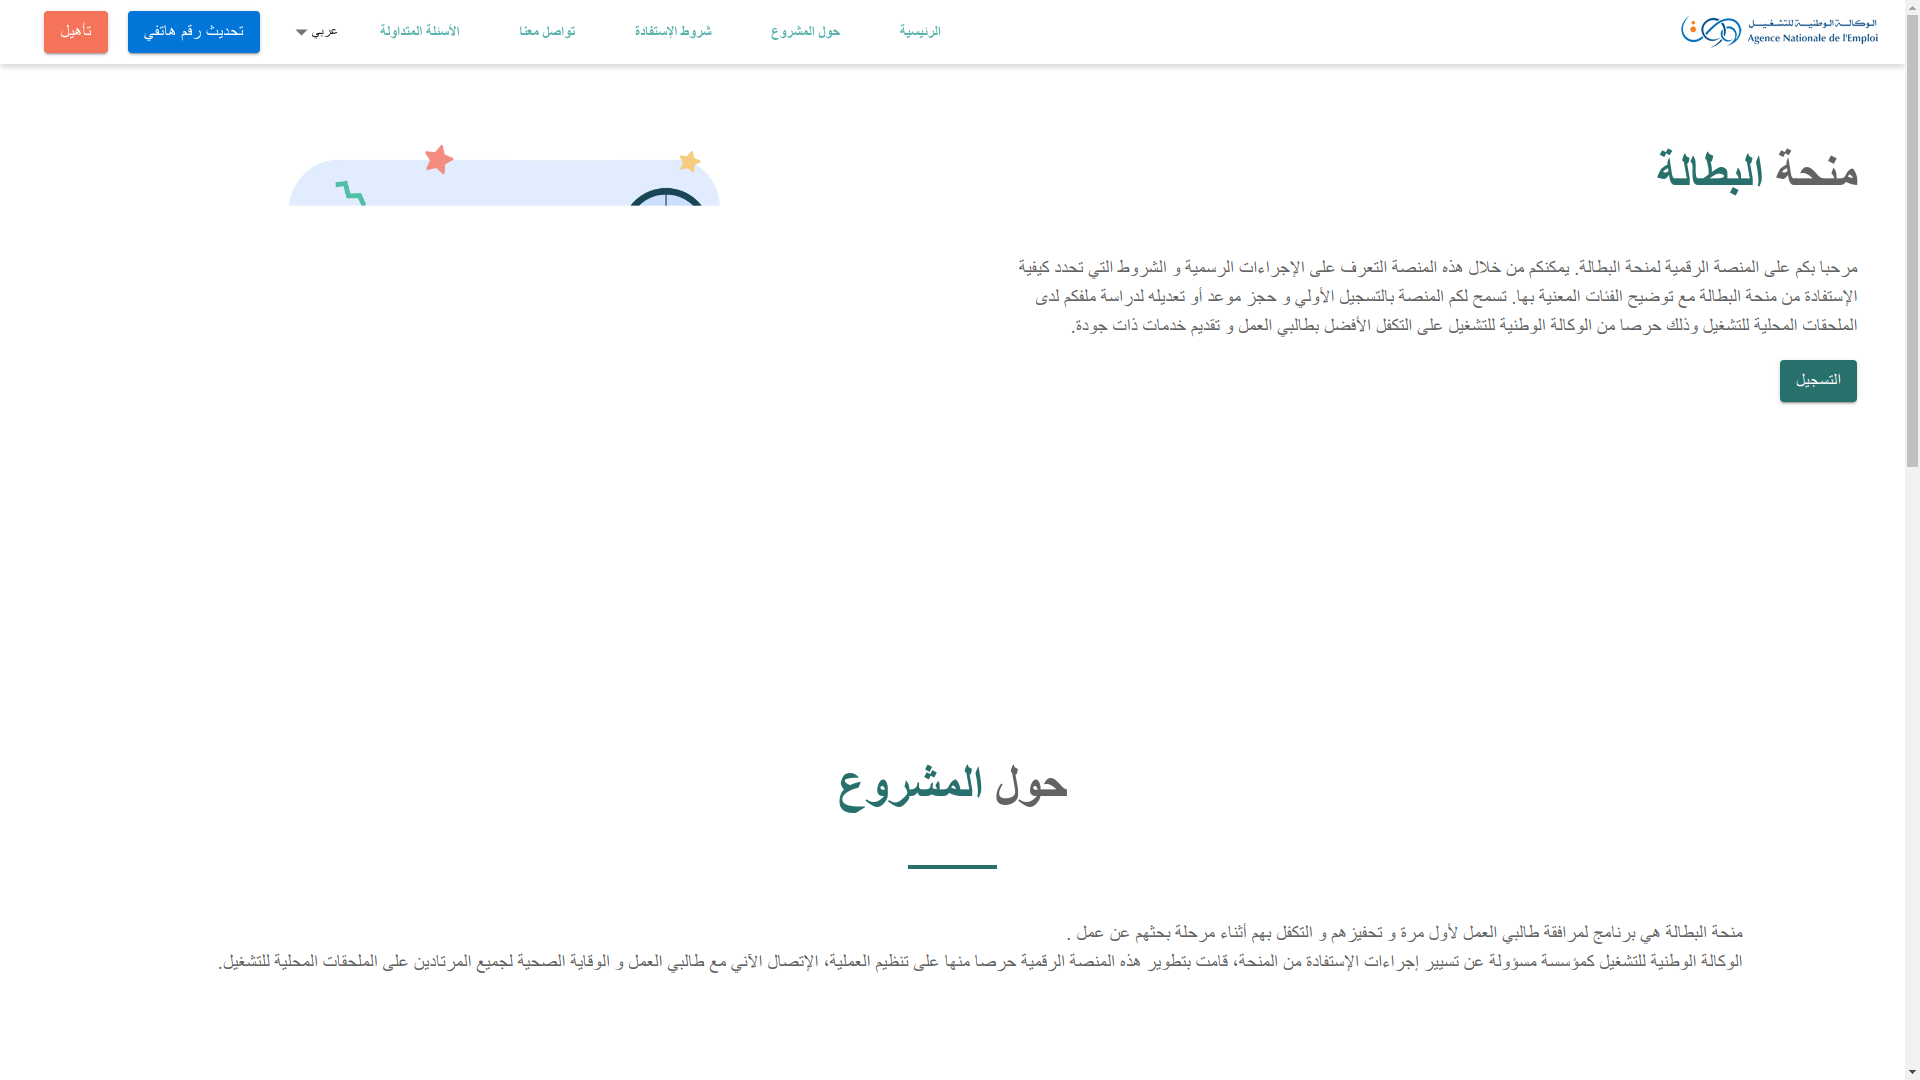 الوكالة الوطنية للتشغيل
Agence Nationale de l'Emploi
الرئيسية
حول المشروع
شروط الإستفادة
تواصل معنا
الأسئلة المتداولة
عربي
تحديث رقم هاتفي
تأهيل
منحة البطالة
مرحبا بكم على المنصة الرقمية لمنحة البطالة. يمكنكم من خلال هذه المنصة التعرف على الإجراءات الرسمية و الشروط التي تحدد كيفية
الإستفادة من منحة البطالة مع توضيح الفئات المعنية بها. تسمح لكم المنصة بالتسجيل الأولي و حجز موعد أو تعديله لدراسة ملفكم لدى
الملحقات المحلية للتشغيل وذلك حرصا من الوكالة الوطنية للتشغيل على التكفل الأفضل بطالبي العمل و تقديم خدمات ذات جودة.
التسجيل
حول المشروع
منحة البطالة هي برنامج لمرافقة طالبي العمل لأول مرة و تحفيزهم و التكفل بهم أثناء مرحلة بحثهم عن عمل .
الوكالة الوطنية للتشغيل كمؤسسة مسؤولة عن تسيير إجراءات الإستفادة من المنحة، قامت بتطوير هذه المنصة الرقمية حرصا منها على تنظيم العملية، الإتصال الآني مع طالبي العمل و الوقاية الصحية لجميع المرتادين على الملحقات المحلية للتشغيل.